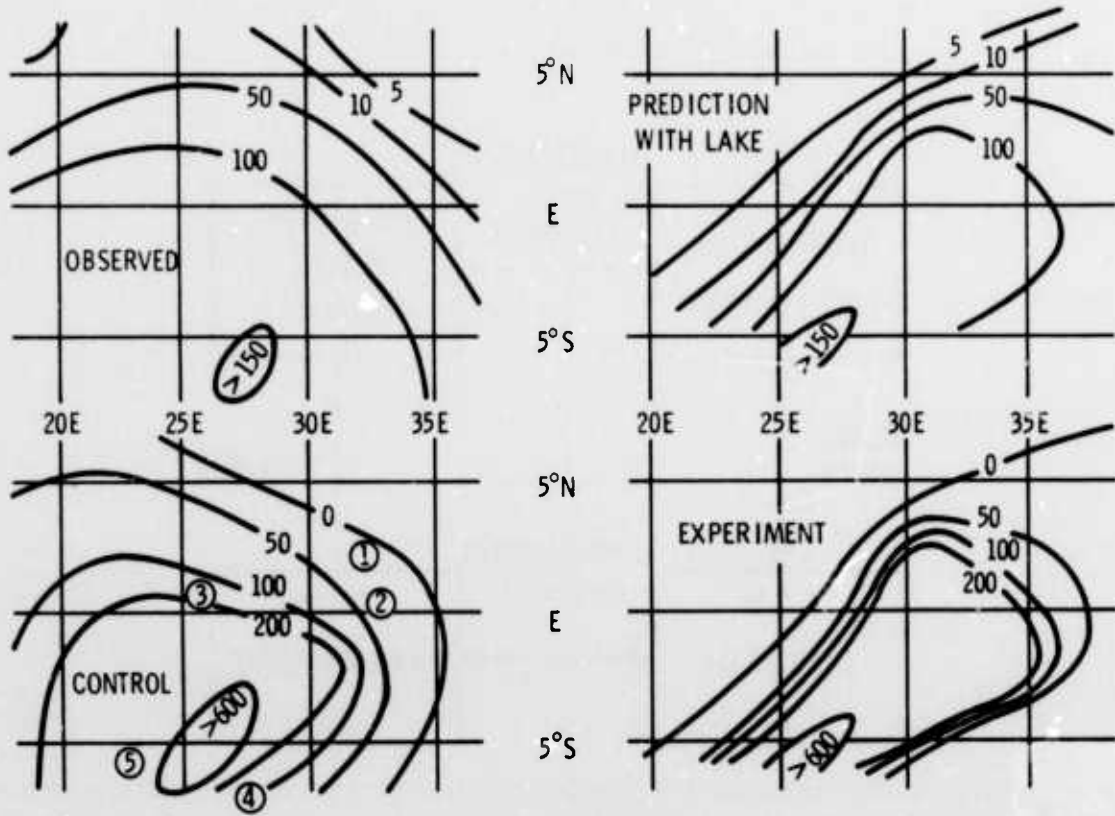 5
50
10
100
OBSERVED
>150
5°N
E
5°S
5
10
50
100
PREDICTION
WITH LAKE
>150
20E 25E 30E 35E
20E 25E 30E 35E
0
50
①
100
②
③
200
CONTROL
>600
⑤
④
5°N
E
5°S
0
50
100
200
EXPERIMENT
>600